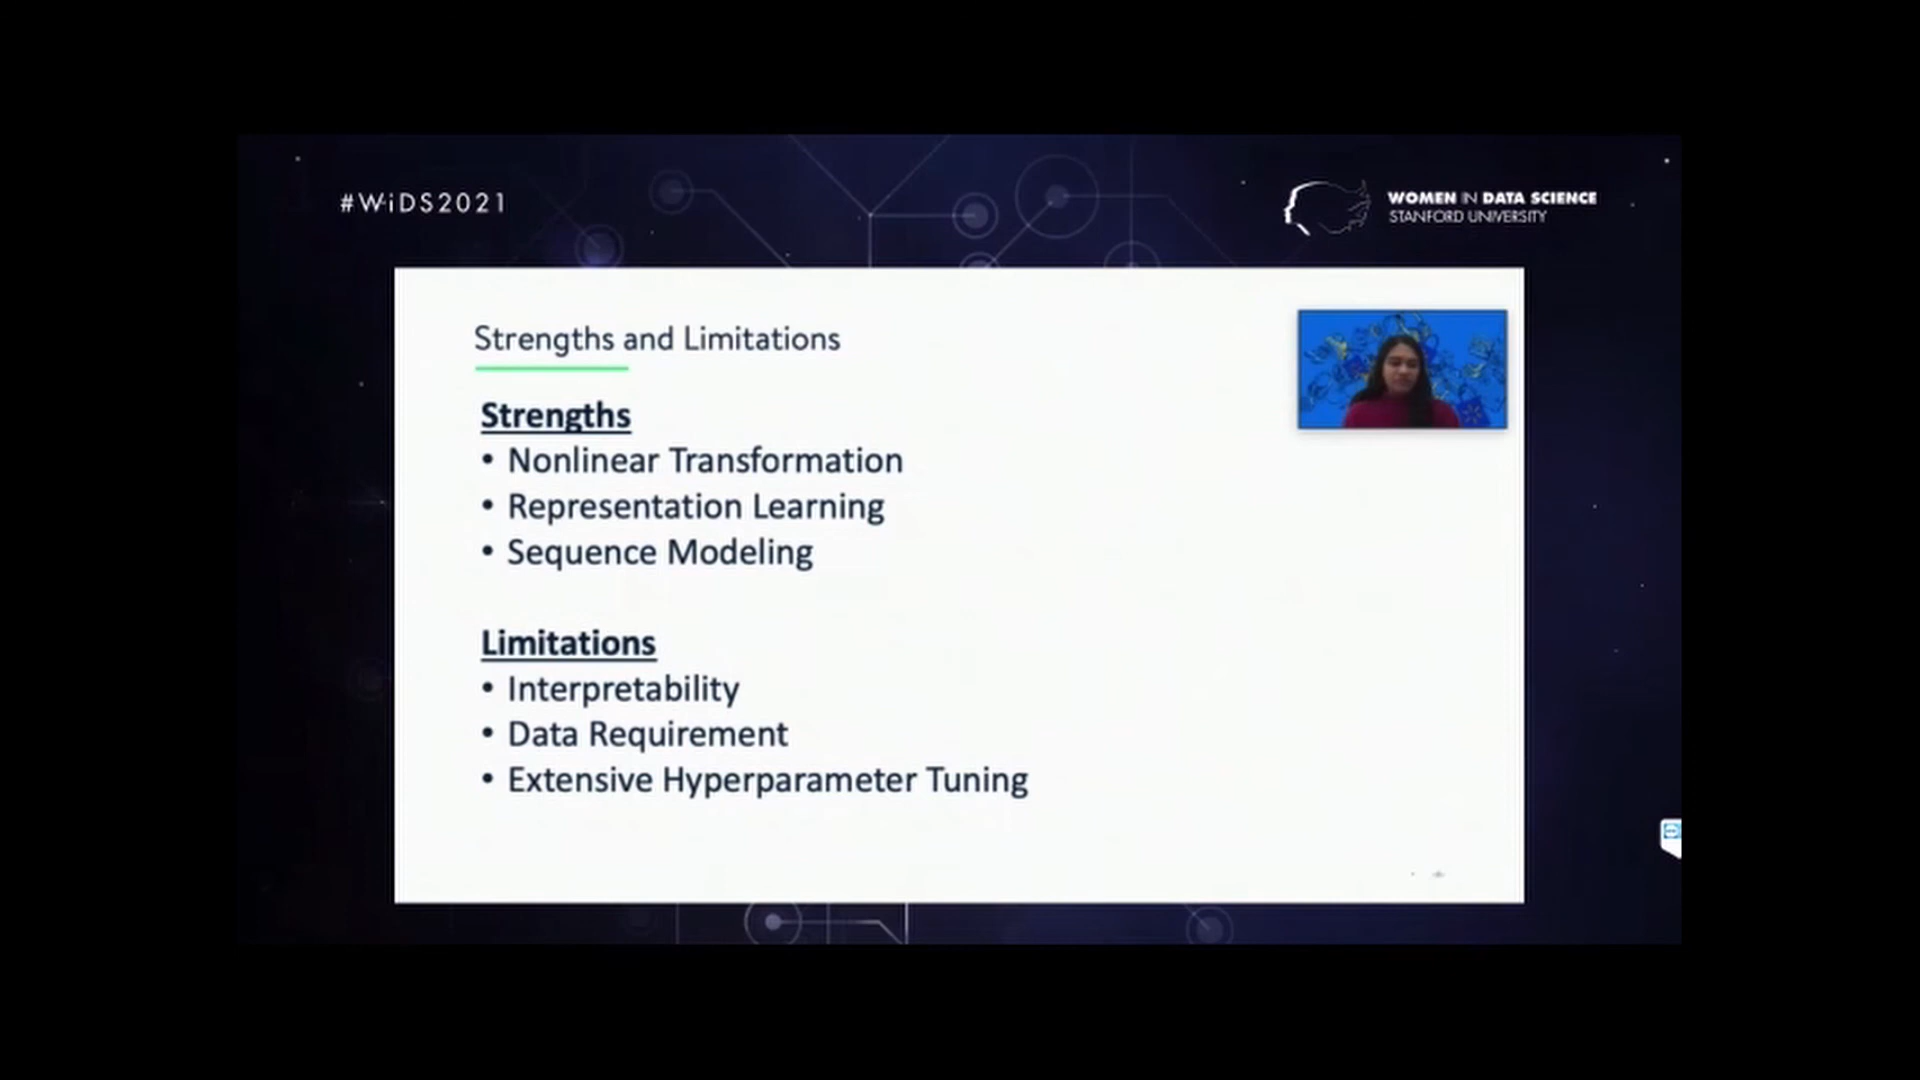 #WiDS2021
WOMEN IN DATA SCIENCE
STANFORD UNIVERSITY
Strengths and Limitations
Strengths
• Nonlinear Transformation
• Representation Learning
• Sequence Modeling
Limitations
• Interpretability
• Data Requirement
• Extensive Hyperparameter Tuning